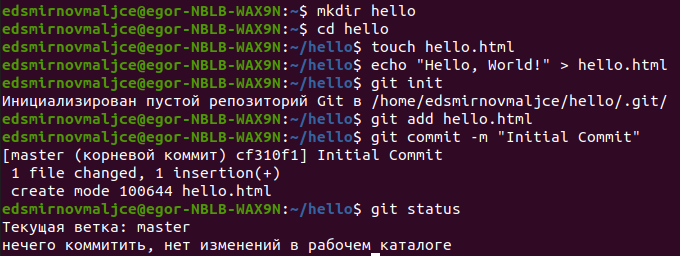 edsmirnovmaljce@egor-NBLB-WAX9N:~$ mkdir hello
edsmirnovmaljce@egor-NBLB-WAX9N:~$ cd hello
edsmirnovmaljce@egor-NBLB-WAX9N:~/hello$ touch hello.html
edsmirnovmaljce@egor-NBLB-WAX9N:~/hello$ echo "Hello, World!" > hello.html
edsmirnovmaljce@egor-NBLB-WAX9N:~/hello$ git init
Инициализирован пустой репозиторий Git в /home/edsmirnovmaljce/hello/.git/
edsmirnovmaljce@egor-NBLB-WAX9N:~/hello$ git add hello.html
edsmirnovmaljce@egor-NBLB-WAX9N:~/hello$ git commit -m "Initial Commit"
[master (корневой коммит) cf310f1] Initial Commit
 1 file changed, 1 insertion(+)
 create mode 100644 hello.html
edsmirnovmaljce@egor-NBLB-WAX9N:~/hello$ git status
Текущая ветка: master
нечего коммитить, нет изменений в рабочем каталоге